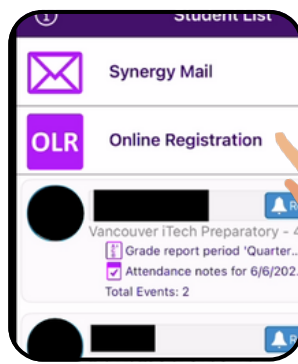 Student List
Synergy Mail
OLR Online Registration
Vancouver iTech Preparatory - 4
Grade report period 'Quarter...
Attendance notes for 6/6/202.
Total Events: 2